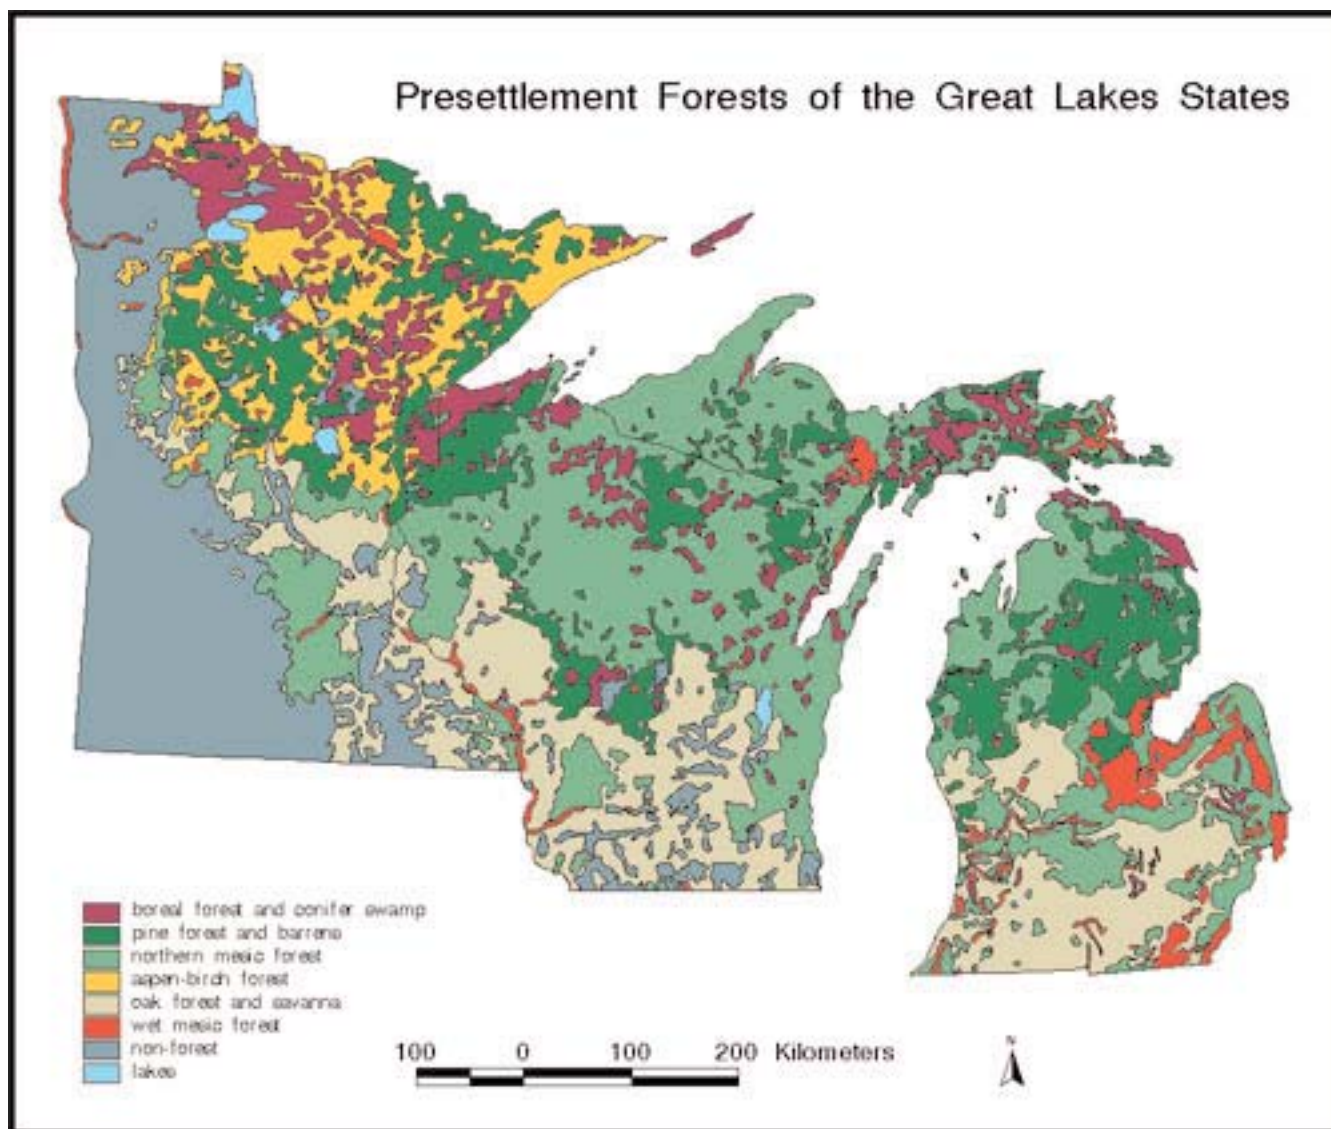 Presettlement Forests of the Great Lakes States
boreal forest and conifer swamp
pine forest and barrens
northern mesic forest
aspen-birch forest
oak forest and savanna
wet mesic forest
non-forest
lakes
100 0 100 200 Kilometers
N